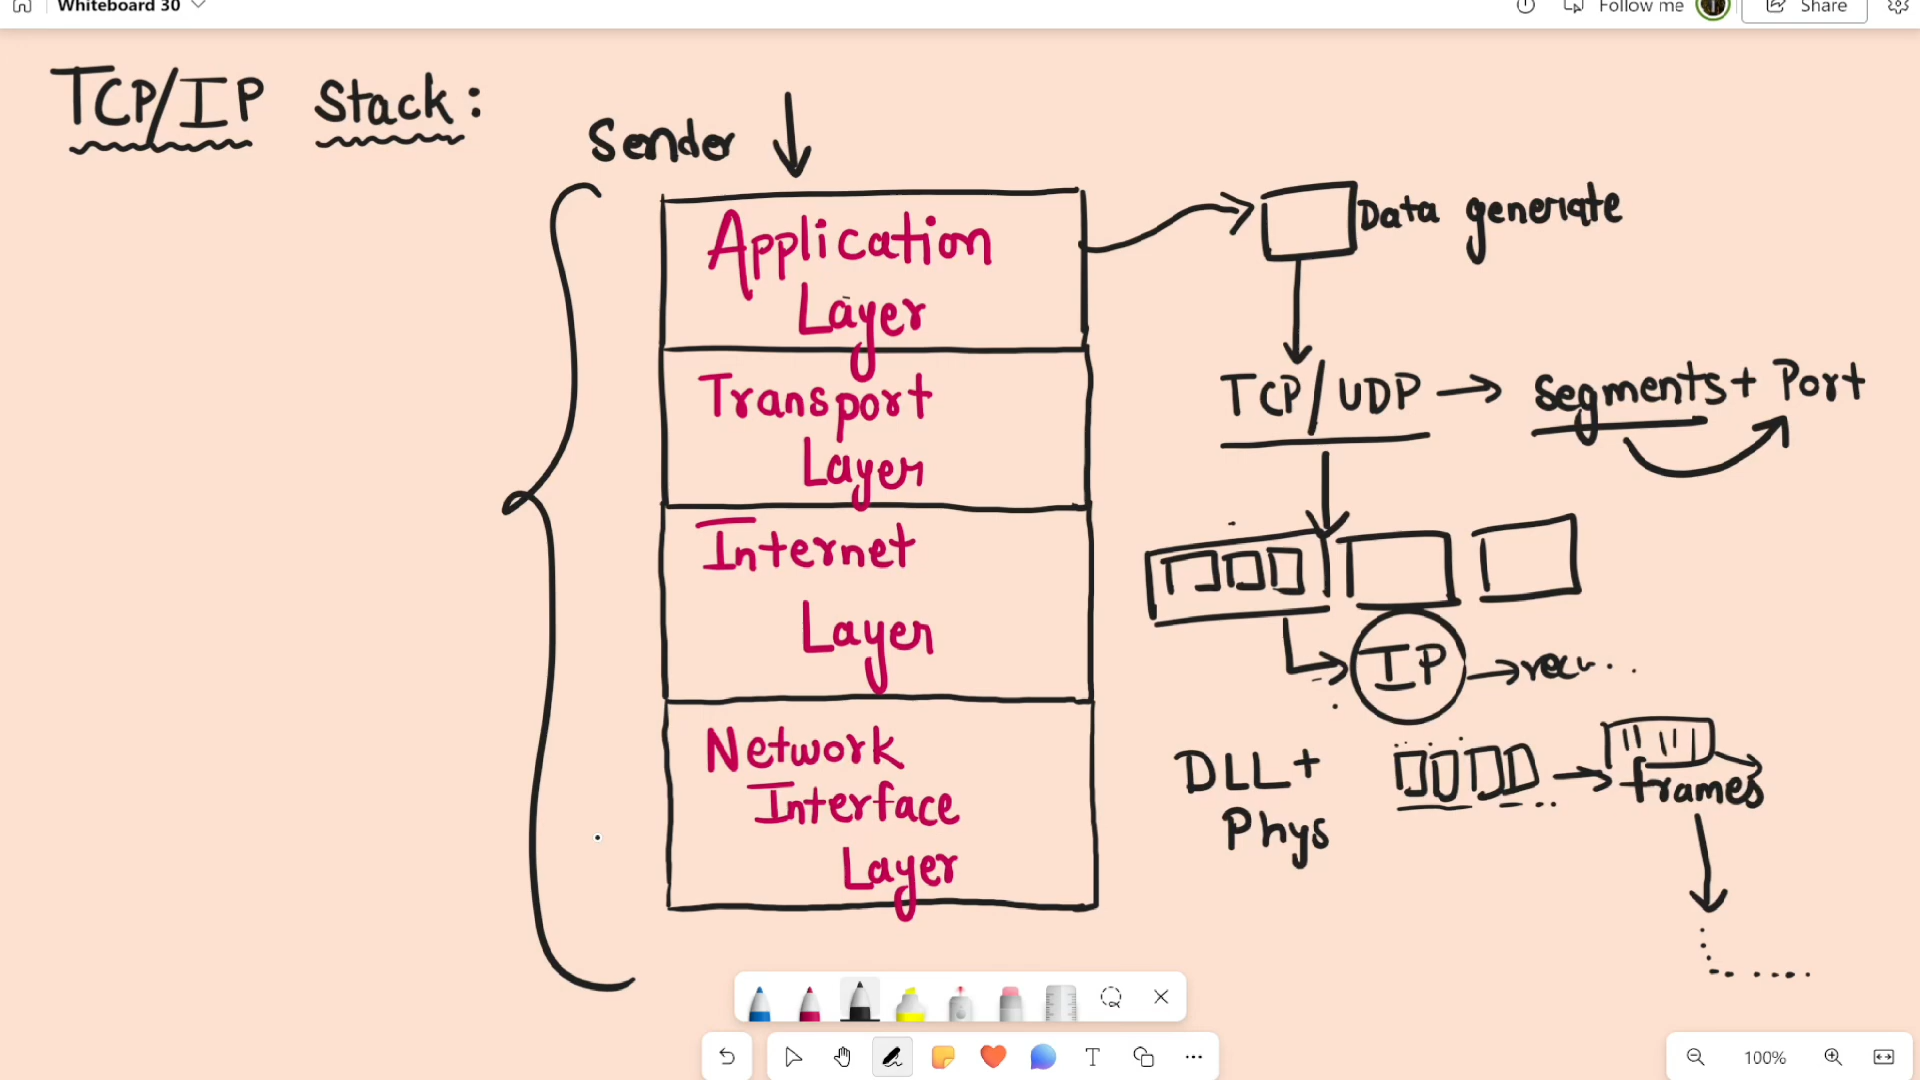 Whiteboard 30
Follow me
Share
TCP/IP Stack:
Sender
Application
Layer
Data generate
Transport
Layer
TCP/UDP → segments + Port
Internet
Layer
IP →
Network
Interface
Layer
DLL +
Phys
frames
100%